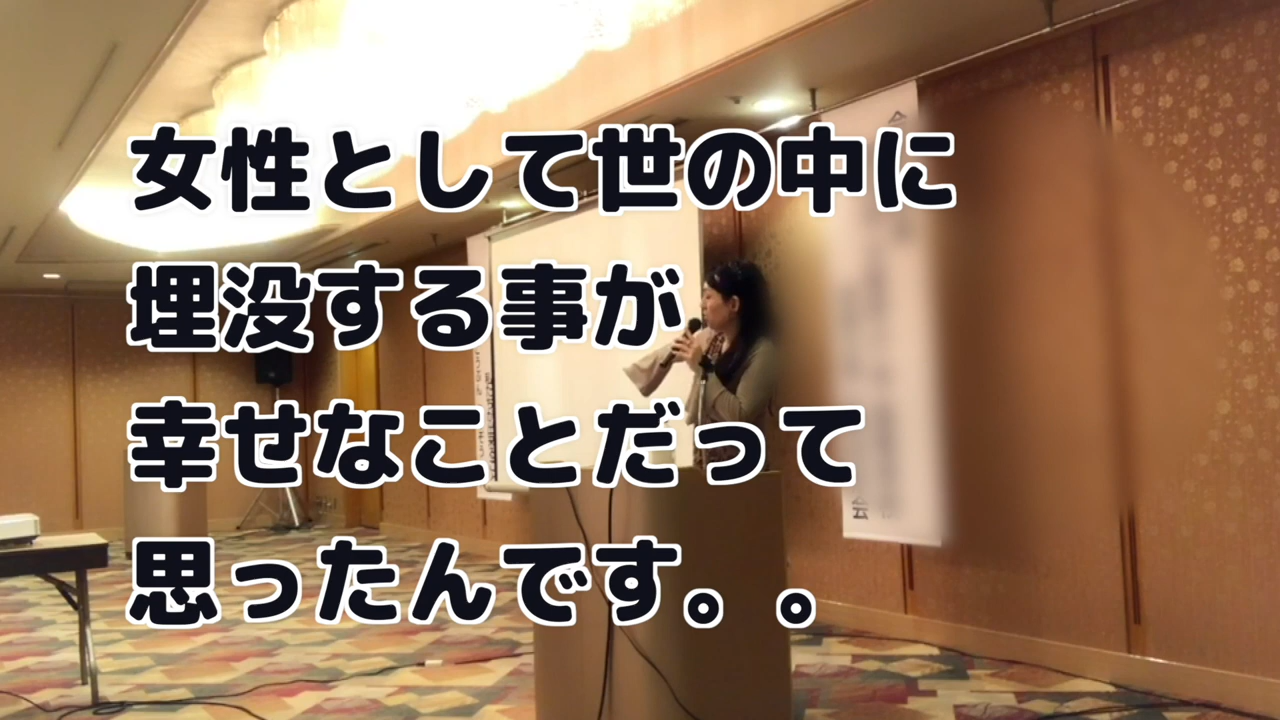 女性として世の中に
埋没する事が
幸せなことだって
思ったんです。。
会